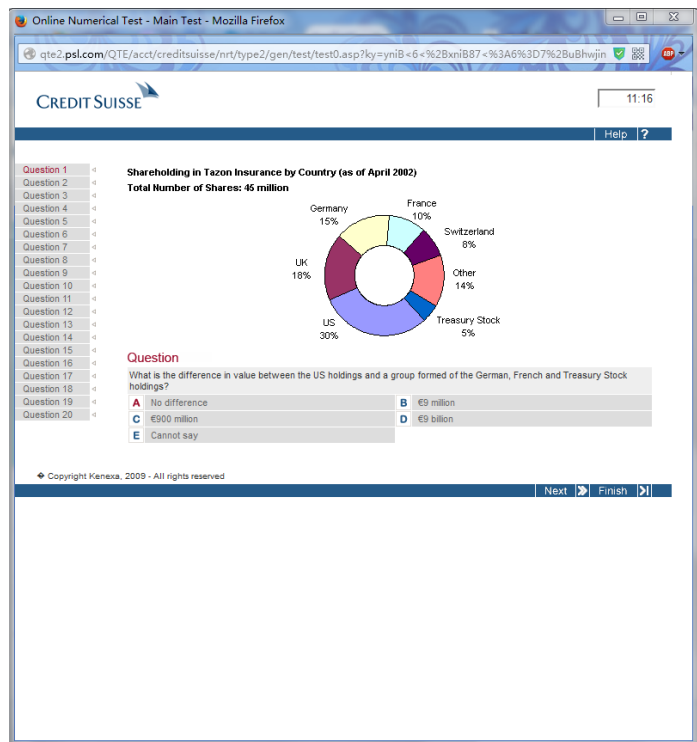 Online Numerical Test - Main Test - Mozilla Firefox
qte2.psl.com/QTE/acct/creditsuisse/nrt/type2/gen/test/test0.asp?ky=yniB<6<%2BxniB87<%3A6%3D7%2BuBhwjin
ABP
CREDIT SUISSE
11:16
Help ?
Question 1
Question 2
Question 3
Question 4
Question 5
Question 6
Question 7
Question 8
Question 9
Question 10
Question 11
Question 12
Question 13
Question 14
Question 15
Question 16
Question 17
Question 18
Question 19
Question 20
Shareholding in Tazon Insurance by Country (as of April 2002)
Total Number of Shares: 45 million
Germany
15%
France
10%
Switzerland
8%
UK
18%
Other
14%
US
30%
Treasury Stock
5%
Question
What is the difference in value between the US holdings and a group formed of the German, French and Treasury Stock
holdings?
A No difference
B €9 million
C €900 million
D €9 billion
E Cannot say
� Copyright Kenexa, 2009 - All rights reserved
Next Finish